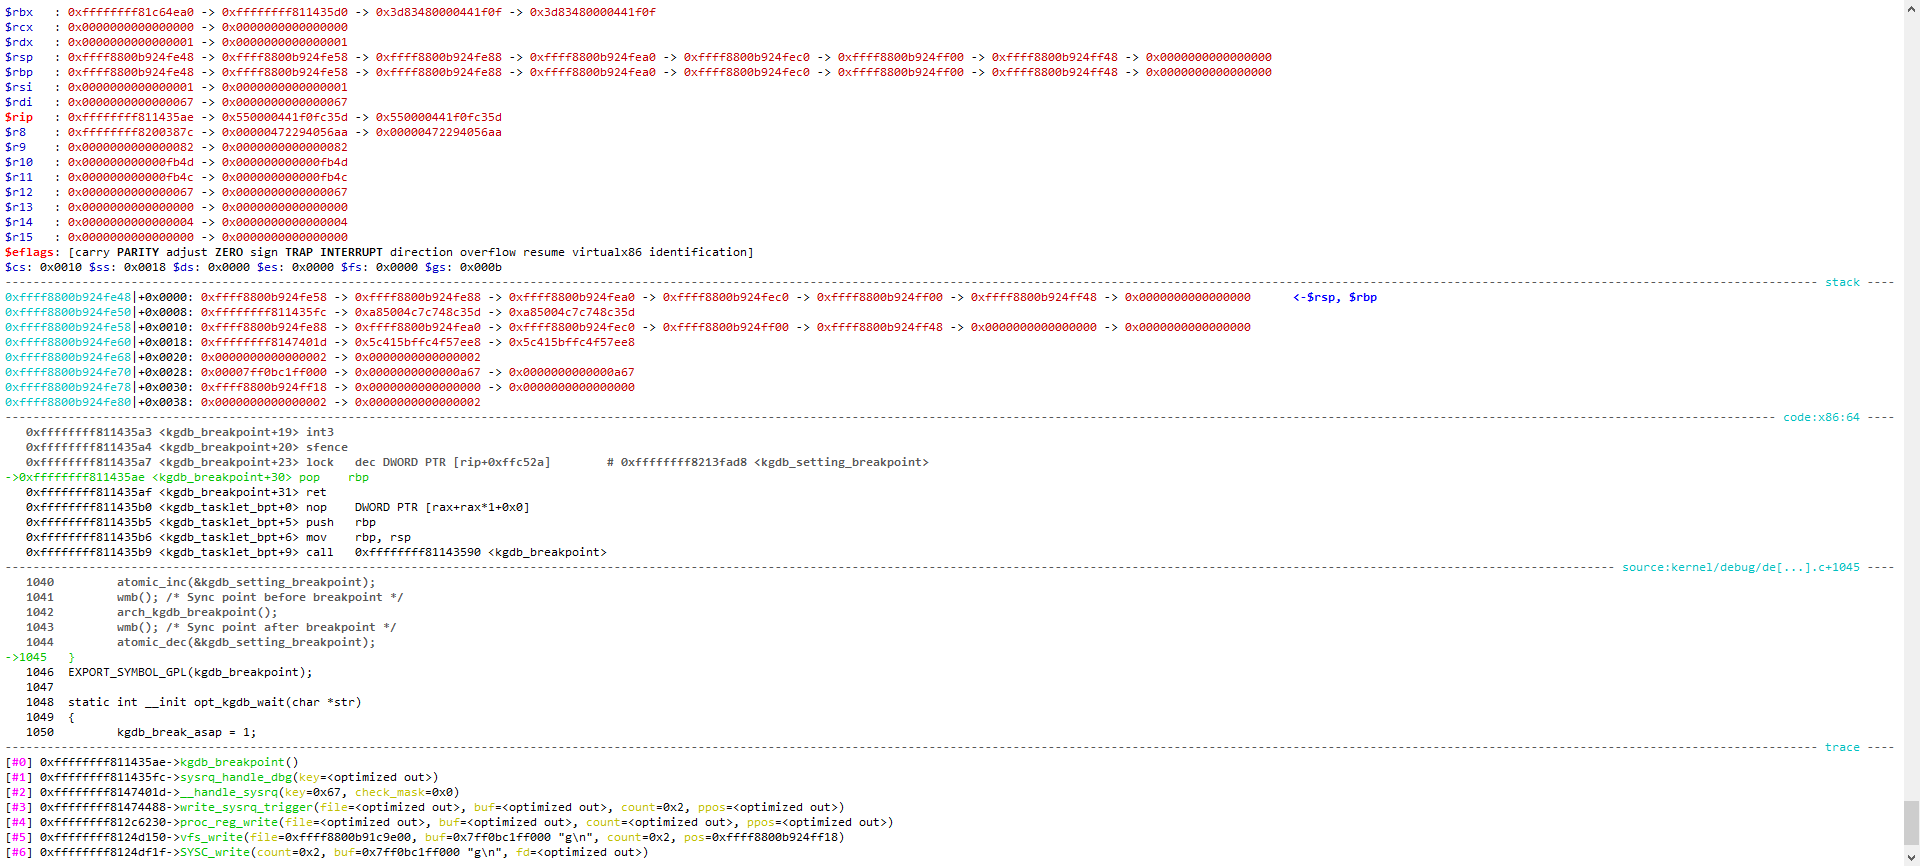 $rbx   : 0xffffffff81c64ea0 -> 0xffffffff811435d0 -> 0x3d83480000441f0f -> 0x3d83480000441f0f
$rcx   : 0x0000000000000000 -> 0x0000000000000000
$rdx   : 0x0000000000000001 -> 0x0000000000000001
$rsp   : 0xffff8800b924fe48 -> 0xffff8800b924fe58 -> 0xffff8800b924fe88 -> 0xffff8800b924fea0 -> 0xffff8800b924fec0 -> 0xffff8800b924ff00 -> 0xffff8800b924ff48 -> 0x0000000000000000
$rbp   : 0xffff8800b924fe48 -> 0xffff8800b924fe58 -> 0xffff8800b924fe88 -> 0xffff8800b924fea0 -> 0xffff8800b924fec0 -> 0xffff8800b924ff00 -> 0xffff8800b924ff48 -> 0x0000000000000000
$rsi   : 0x0000000000000001 -> 0x0000000000000001
$rdi   : 0x0000000000000067 -> 0x0000000000000067
$rip   : 0xffffffff811435ae -> 0x550000441f0fc35d -> 0x550000441f0fc35d
$r8    : 0xffffffff8200387c -> 0x00000472294056aa -> 0x00000472294056aa
$r9    : 0x0000000000000082 -> 0x0000000000000082
$r10   : 0x000000000000fb4d -> 0x000000000000fb4d
$r11   : 0x000000000000fb4c -> 0x000000000000fb4c
$r12   : 0x0000000000000067 -> 0x0000000000000067
$r13   : 0x0000000000000000 -> 0x0000000000000000
$r14   : 0x0000000000000004 -> 0x0000000000000004
$r15   : 0x0000000000000000 -> 0x0000000000000000
$eflags: [carry PARITY adjust ZERO sign TRAP INTERRUPT direction overflow resume virtualx86 identification]
$cs: 0x0010 $ss: 0x0018 $ds: 0x0000 $es: 0x0000 $fs: 0x0000 $gs: 0x000b
stack ----
0xffff8800b924fe48|+0x0000: 0xffff8800b924fe58 -> 0xffff8800b924fe88 -> 0xffff8800b924fea0 -> 0xffff8800b924fec0 -> 0xffff8800b924ff00 -> 0xffff8800b924ff48 -> 0x0000000000000000      <-$rsp, $rbp
0xffff8800b924fe50|+0x0008: 0xffffffff811435fc -> 0xa85004c7c748c35d -> 0xa85004c7c748c35d
0xffff8800b924fe58|+0x0010: 0xffff8800b924fe88 -> 0xffff8800b924fea0 -> 0xffff8800b924fec0 -> 0xffff8800b924ff00 -> 0xffff8800b924ff48 -> 0x0000000000000000 -> 0x0000000000000000
0xffff8800b924fe60|+0x0018: 0xffffffff8147401d -> 0x5c415bffc4f57ee8 -> 0x5c415bffc4f57ee8
0xffff8800b924fe68|+0x0020: 0x0000000000000002 -> 0x0000000000000002
0xffff8800b924fe70|+0x0028: 0x00007ff0bc1ff000 -> 0x0000000000000a67 -> 0x0000000000000a67
0xffff8800b924fe78|+0x0030: 0xffff8800b924ff18 -> 0x0000000000000000 -> 0x0000000000000000
0xffff8800b924fe80|+0x0038: 0x0000000000000002 -> 0x0000000000000002
code:x86:64 ----
   0xffffffff811435a3 <kgdb_breakpoint+19> int3
   0xffffffff811435a4 <kgdb_breakpoint+20> sfence
   0xffffffff811435a7 <kgdb_breakpoint+23> lock   dec DWORD PTR [rip+0xffc52a]        # 0xffffffff8213fad8 <kgdb_setting_breakpoint>
->0xffffffff811435ae <kgdb_breakpoint+30> pop    rbp
   0xffffffff811435af <kgdb_breakpoint+31> ret
   0xffffffff811435b0 <kgdb_tasklet_bpt+0> nop    DWORD PTR [rax+rax*1+0x0]
   0xffffffff811435b5 <kgdb_tasklet_bpt+5> push   rbp
   0xffffffff811435b6 <kgdb_tasklet_bpt+6> mov    rbp, rsp
   0xffffffff811435b9 <kgdb_tasklet_bpt+9> call   0xffffffff81143590 <kgdb_breakpoint>
source:kernel/debug/de[...].c+1045 ----
   1040         atomic_inc(&kgdb_setting_breakpoint);
   1041         wmb(); /* Sync point before breakpoint */
   1042         arch_kgdb_breakpoint();
   1043         wmb(); /* Sync point after breakpoint */
   1044         atomic_dec(&kgdb_setting_breakpoint);
->1045   }
   1046  EXPORT_SYMBOL_GPL(kgdb_breakpoint);
   1047
   1048  static int __init opt_kgdb_wait(char *str)
   1049  {
   1050         kgdb_break_asap = 1;
trace ----
[#0] 0xffffffff811435ae->kgdb_breakpoint()
[#1] 0xffffffff811435fc->sysrq_handle_dbg(key=<optimized out>)
[#2] 0xffffffff8147401d->__handle_sysrq(key=0x67, check_mask=0x0)
[#3] 0xffffffff81474488->write_sysrq_trigger(file=<optimized out>, buf=<optimized out>, count=0x2, ppos=<optimized out>)
[#4] 0xffffffff812c6230->proc_reg_write(file=<optimized out>, buf=<optimized out>, count=<optimized out>, ppos=<optimized out>)
[#5] 0xffffffff8124d150->vfs_write(file=0xffff8800b91c9e00, buf=0x7ff0bc1ff000 "g\n", count=0x2, pos=0xffff8800b924ff18)
[#6] 0xffffffff8124df1f->SYSC_write(count=0x2, buf=0x7ff0bc1ff000 "g\n", fd=<optimized out>)